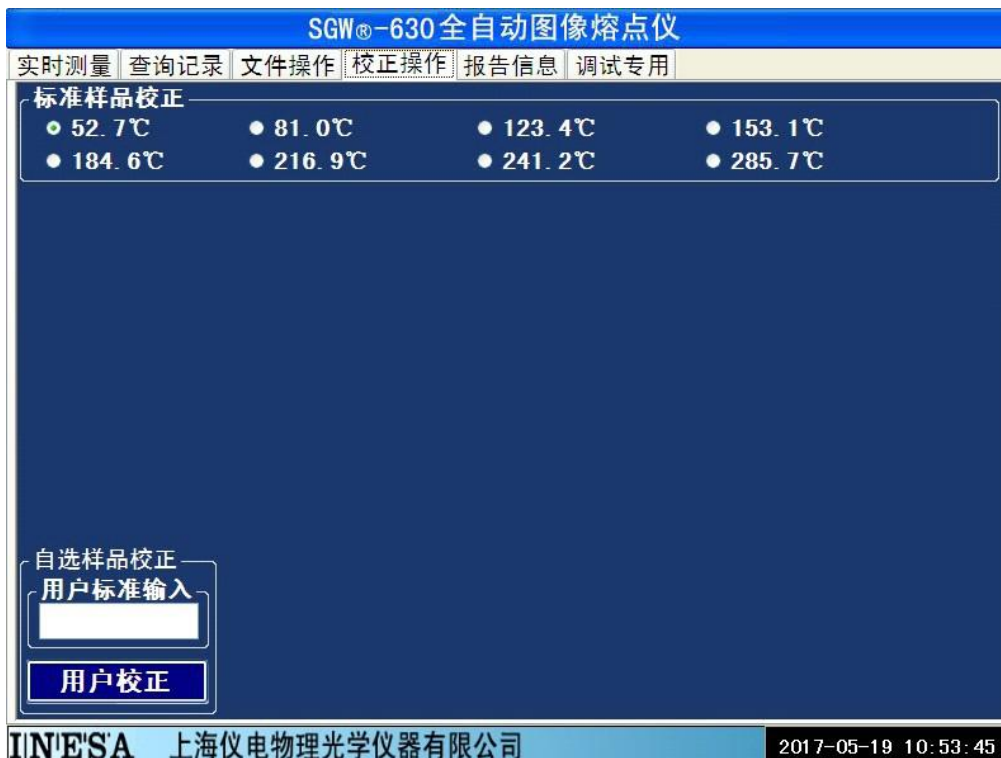 SGW®-630全自动图像熔点仪
实时测量 查询记录 文件操作 校正操作 报告信息 调试专用
标准样品校正
52.7℃ 81.0℃ 123.4℃ 153.1℃
184.6℃ 216.9℃ 241.2℃ 285.7℃
自选样品校正
用户标准输入
用户校正
INESA 上海仪电物理光学仪器有限公司 2017-05-19 10:53:45